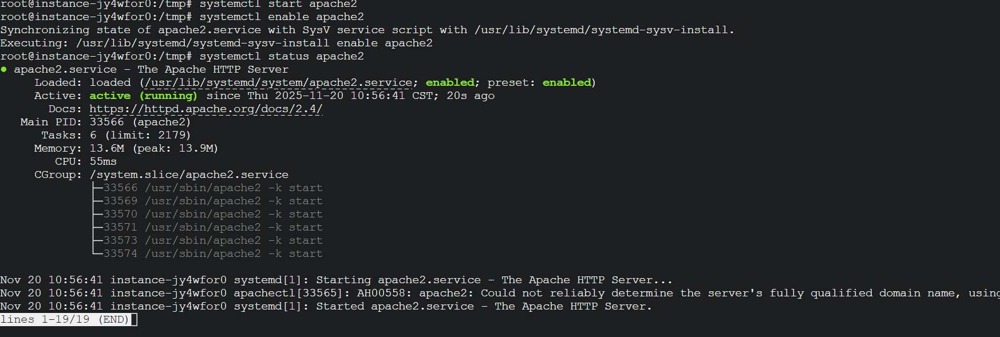 root@instance-jy4wfor0:/tmp# systemctl start apache2
root@instance-jy4wfor0:/tmp# systemctl enable apache2
Synchronizing state of apache2.service with SysV service script with /usr/lib/systemd/systemd-sysv-install.
Executing: /usr/lib/systemd/systemd-sysv-install enable apache2
root@instance-jy4wfor0:/tmp# systemctl status apache2
● apache2.service - The Apache HTTP Server
     Loaded: loaded (/usr/lib/systemd/system/apache2.service; enabled; preset: enabled)
     Active: active (running) since Thu 2025-11-20 10:56:41 CST; 20s ago
       Docs: https://httpd.apache.org/docs/2.4/
   Main PID: 33566 (apache2)
      Tasks: 6 (limit: 2179)
     Memory: 13.6M (peak: 13.9M)
        CPU: 55ms
     CGroup: /system.slice/apache2.service
             ├─33566 /usr/sbin/apache2 -k start
             ├─33569 /usr/sbin/apache2 -k start
             ├─33570 /usr/sbin/apache2 -k start
             ├─33571 /usr/sbin/apache2 -k start
             ├─33573 /usr/sbin/apache2 -k start
             └─33574 /usr/sbin/apache2 -k start
Nov 20 10:56:41 instance-jy4wfor0 systemd[1]: Starting apache2.service - The Apache HTTP Server...
Nov 20 10:56:41 instance-jy4wfor0 apachectl[33565]: AH00558: apache2: Could not reliably determine the server's fully qualified domain name, using
Nov 20 10:56:41 instance-jy4wfor0 systemd[1]: Started apache2.service - The Apache HTTP Server.
lines 1-19/19 (END)